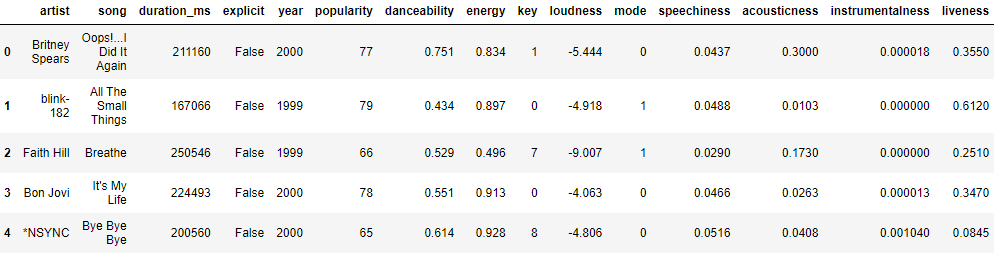 artist song duration_ms explicit year popularity danceability energy key loudness mode speechiness acousticness instrumentalness liveness
0 Britney Spears Oops!...I Did It Again 211160 False 2000 77 0.751 0.834 1 -5.444 0 0.0437 0.3000 0.000018 0.3550
1 blink-182 All The Small Things 167066 False 1999 79 0.434 0.897 0 -4.918 1 0.0488 0.0103 0.000000 0.6120
2 Faith Hill Breathe 250546 False 1999 66 0.529 0.496 7 -9.007 1 0.0290 0.1730 0.000000 0.2510
3 Bon Jovi It's My Life 224493 False 2000 78 0.551 0.913 0 -4.063 0 0.0466 0.0263 0.000013 0.3470
4 *NSYNC Bye Bye Bye 200560 False 2000 65 0.614 0.928 8 -4.806 0 0.0516 0.0408 0.001040 0.0845